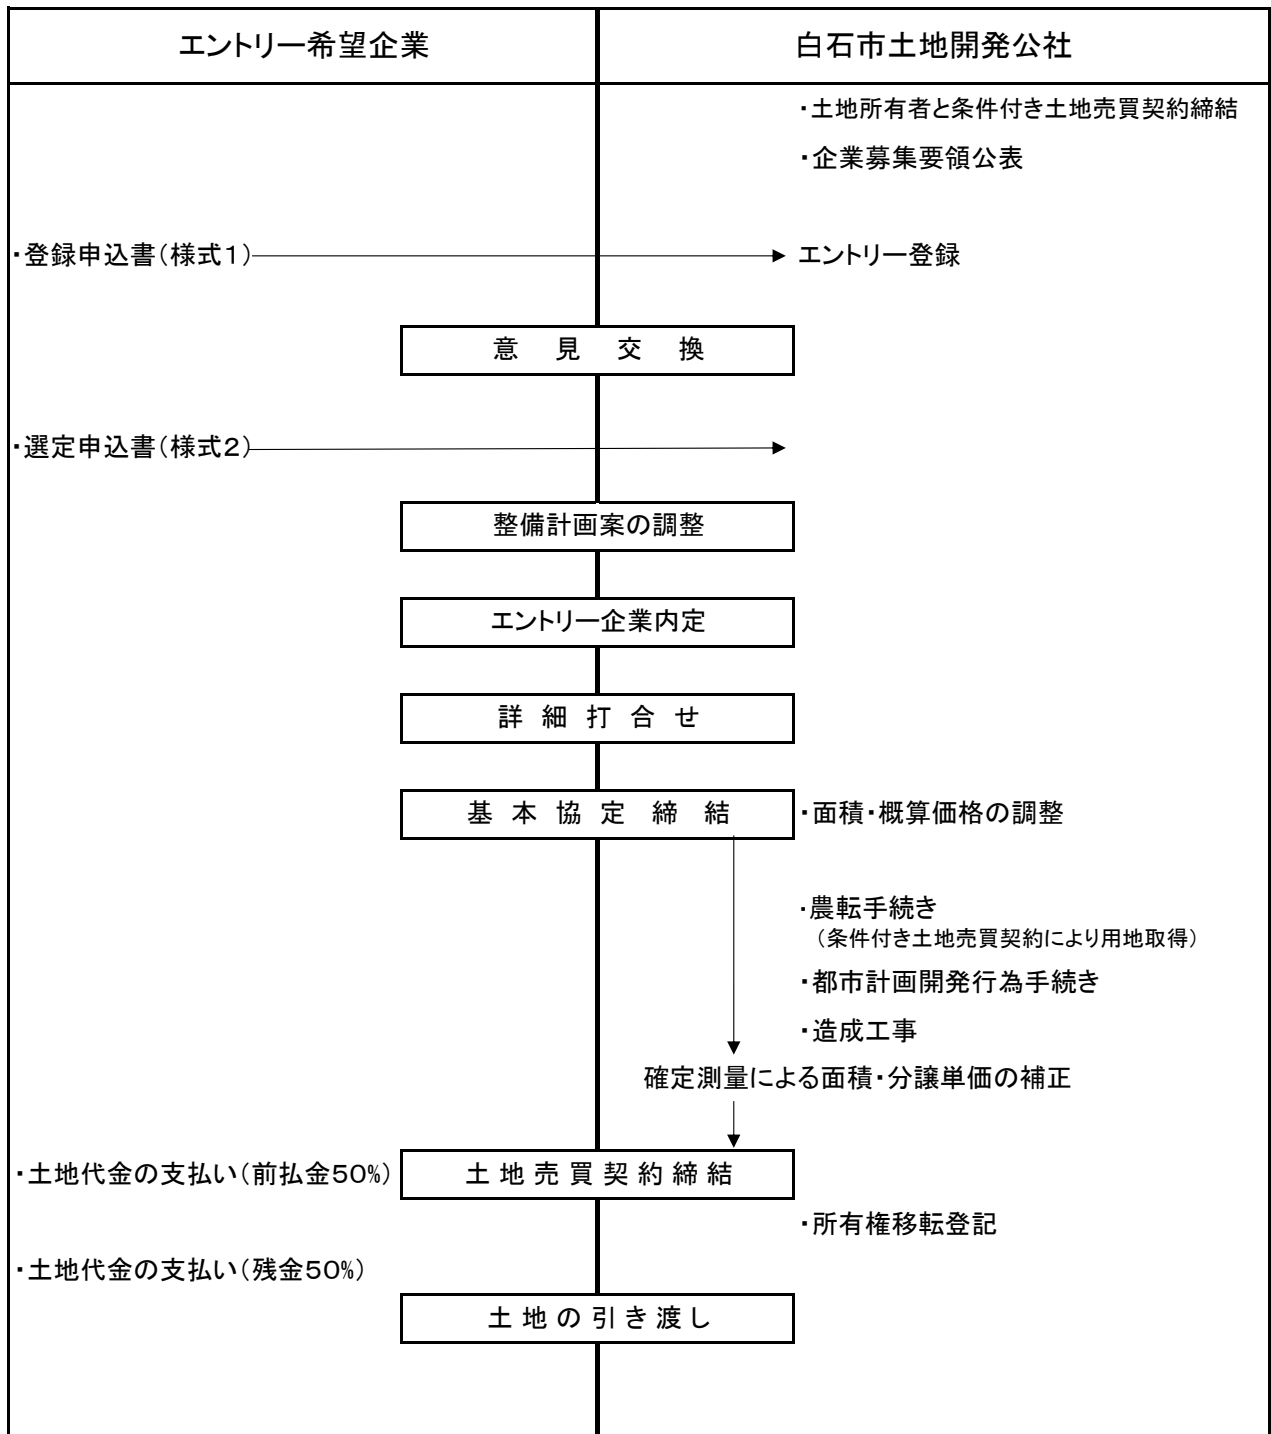 エントリー希望企業
白石市土地開発公社
・土地所有者と条件付き土地売買契約締結
・企業募集要領公表
・登録申込書（様式１）
エントリー登録
意見交換
・選定申込書（様式２）
整備計画案の調整
エントリー企業内定
詳細打合せ
基本協定締結
・面積・概算価格の調整
・農転手続き
（条件付き土地売買契約により用地取得）
・都市計画開発行為手続き
・造成工事
確定測量による面積・分譲単価の補正
・土地代金の支払い（前払金５０％）
土地売買契約締結
・所有権移転登記
・土地代金の支払い（残金５０％）
土地の引き渡し